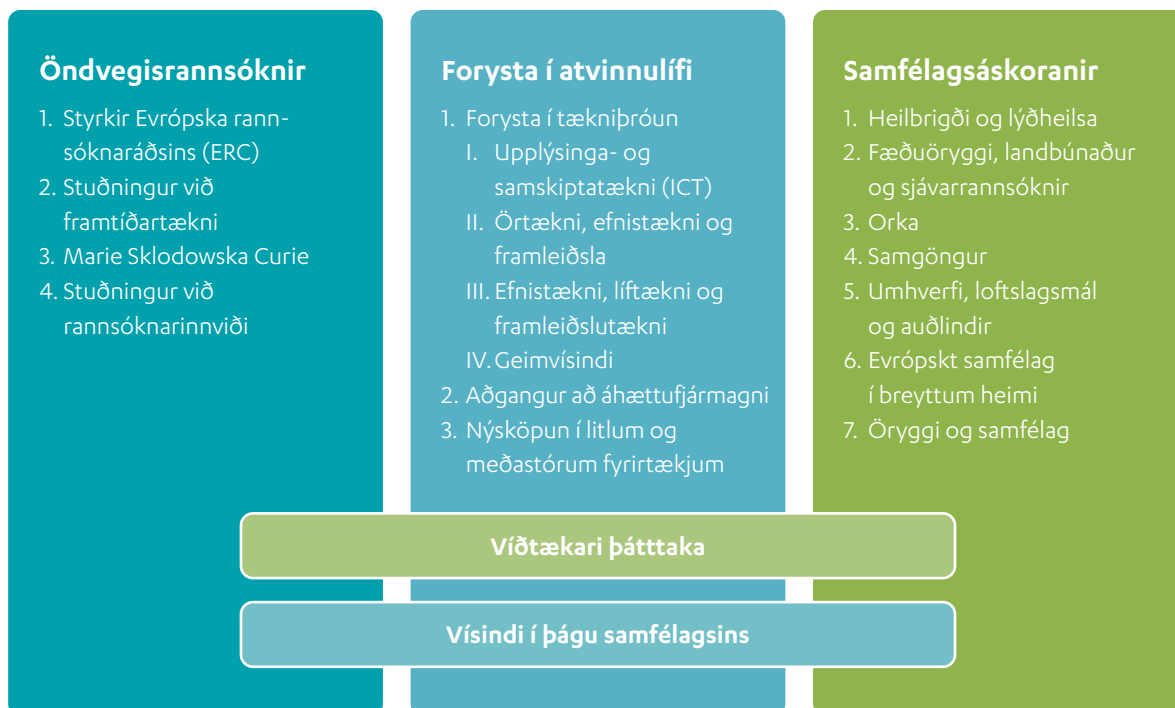 Öndvegisrannsóknir
1. Styrkir Evrópska rann-
sóknaráðsins (ERC)
2. Stuðningur við
framtíðartækni
3. Marie Sklodowska Curie
4. Stuðningur við
rannsóknarinnviði
Forysta í atvinnulífi
1. Forysta í tækniþróun
I. Upplýsinga- og
samskiptatækni (ICT)
II. Örtækni, efnistækni og
framleiðsla
III. Efnistækni, líftækni og
framleiðslutækni
IV. Geimvísindi
2. Aðgangur að áhættufjármagni
3. Nýsköpun í litlum og
meðastórum fyrirtækjum
Samfélagsáskoranir
1. Heilbrigði og lýðheilsa
2. Fæðuöryggi, landbúnaður
og sjávarrannsóknir
3. Orka
4. Samgöngur
5. Umhverfi, loftslagsmál
og auðlindir
6. Evrópskt samfélag
í breyttum heimi
7. Öryggi og samfélag
Víðtækari þátttaka
Vísindi í þágu samfélagsins